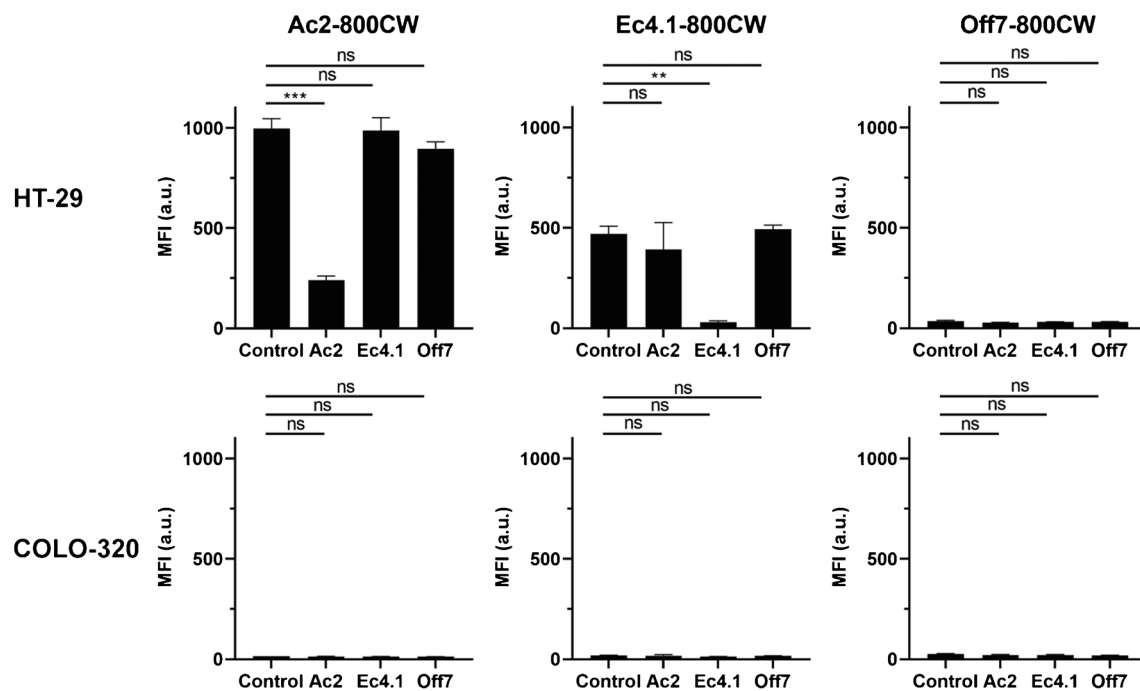 Ac2-800CW Ec4.1-800CW Off7-800CW
ns ns ns
ns ** ns
*** ns ns
HT-29
MFI (a.u.) MFI (a.u.) MFI (a.u.)
1000 1000 1000
500 500 500
0 0 0
Control Ac2 Ec4.1 Off7 Control Ac2 Ec4.1 Off7 Control Ac2 Ec4.1 Off7
ns ns ns
ns ns ns
ns ns ns
COLO-320
MFI (a.u.) MFI (a.u.) MFI (a.u.)
1000 1000 1000
500 500 500
0 0 0
Control Ac2 Ec4.1 Off7 Control Ac2 Ec4.1 Off7 Control Ac2 Ec4.1 Off7